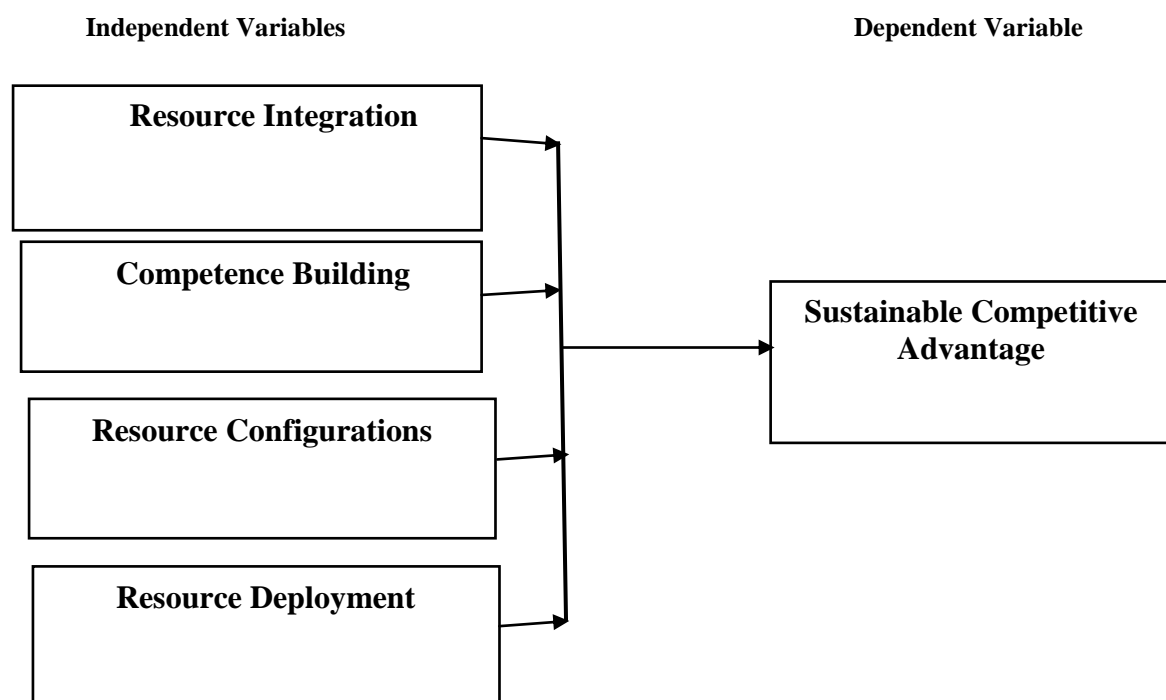 Independent Variables
Dependent Variable
Resource Integration
Competence Building
Sustainable Competitive
Advantage
Resource Configurations
Resource Deployment